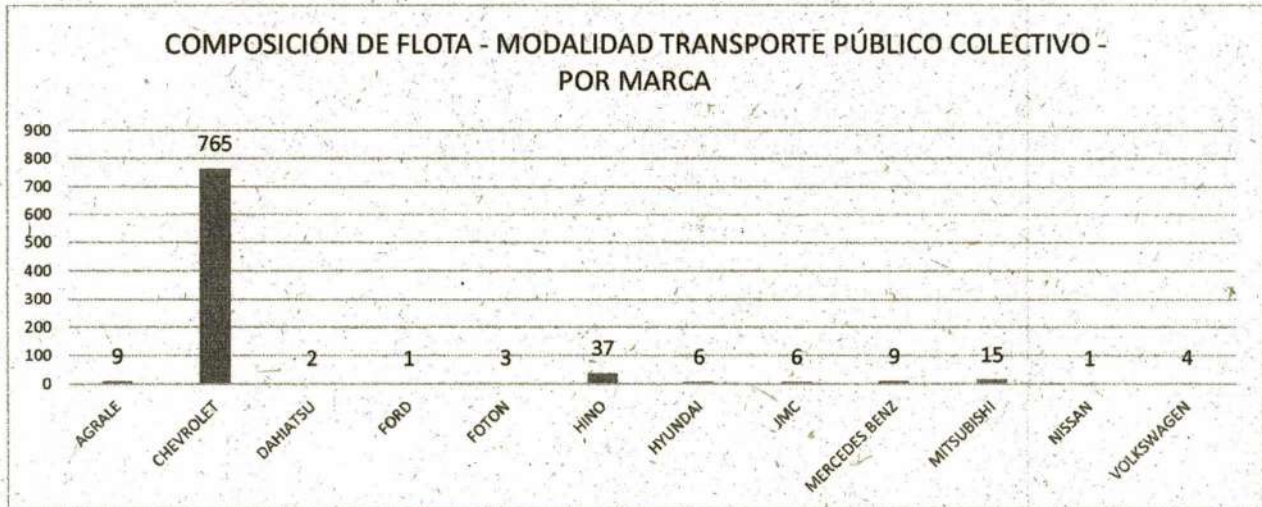 COMPOSICIÓN DE FLOTA - MODALIDAD TRANSPORTE PÚBLICO COLECTIVO -
POR MARCA
900
800
700
600
500
400
300
200
100
0
9
765
2
1
3
37
6
6
9
15
1
4
AGRALE
CHEVROLET
DAHIATSU
FORD
FOTON
HINO
HYUNDAI
JMC
MERCEDES BENZ
MITSUBISHI
NISSAN
VOLKSWAGEN